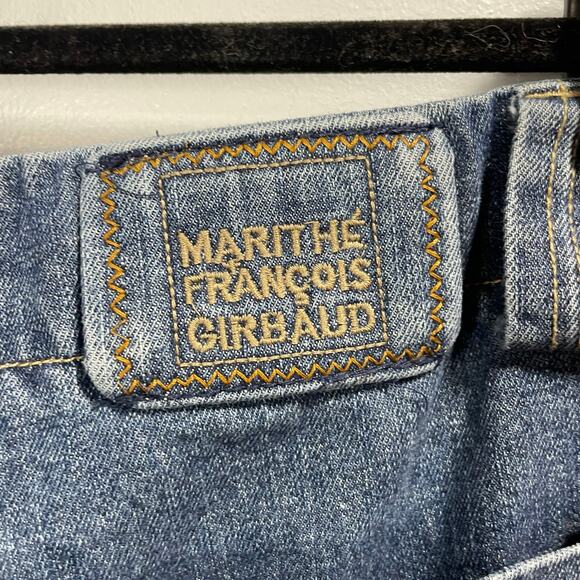 MARITHÉ
+
FRANÇOIS
GIRBAUD